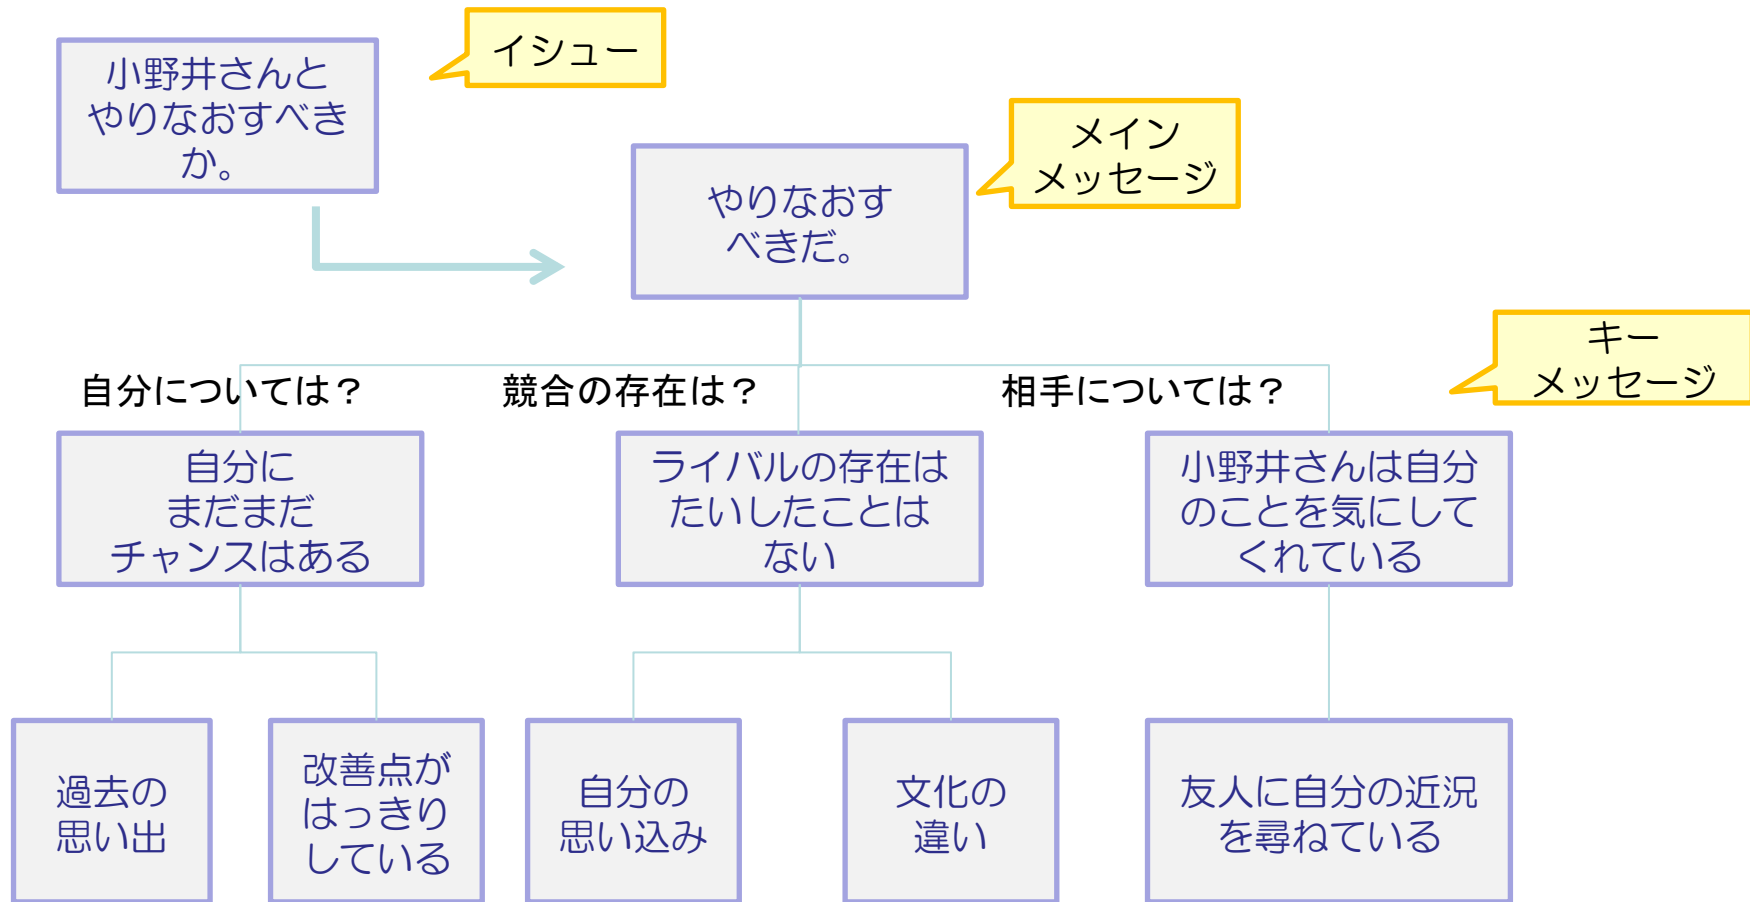 イシュー
小野井さんと
やりなおすべき
か。
メイン
メッセージ
やりなおす
べきだ。
キー
メッセージ
自分については？
競合の存在は？
相手については？
自分に
まだまだ
チャンスはある
ライバルの存在は
たいしたことは
ない
小野井さんは自分
のことを気にして
くれている
過去の
思い出
改善点が
はっきり
している
自分の
思い込み
文化の
違い
友人に自分の近況
を尋ねている